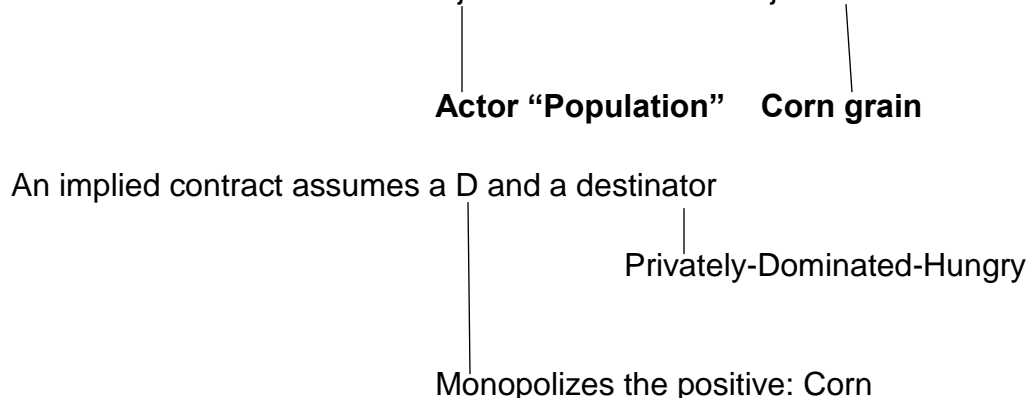 Actor “Population” Corn grain
An implied contract assumes a D and a destinator
Privately-Dominated-Hungry
Monopolizes the positive: Corn